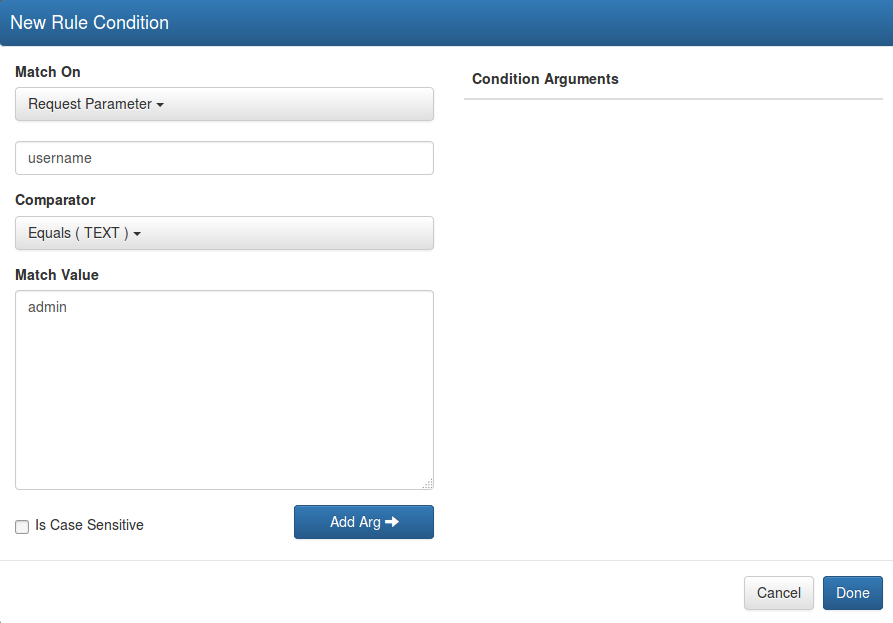 New Rule Condition
Match On
Request Parameter
username
Comparator
Equals ( TEXT )
Match Value
admin
Is Case Sensitive
Add Arg
Condition Arguments
Cancel
Done